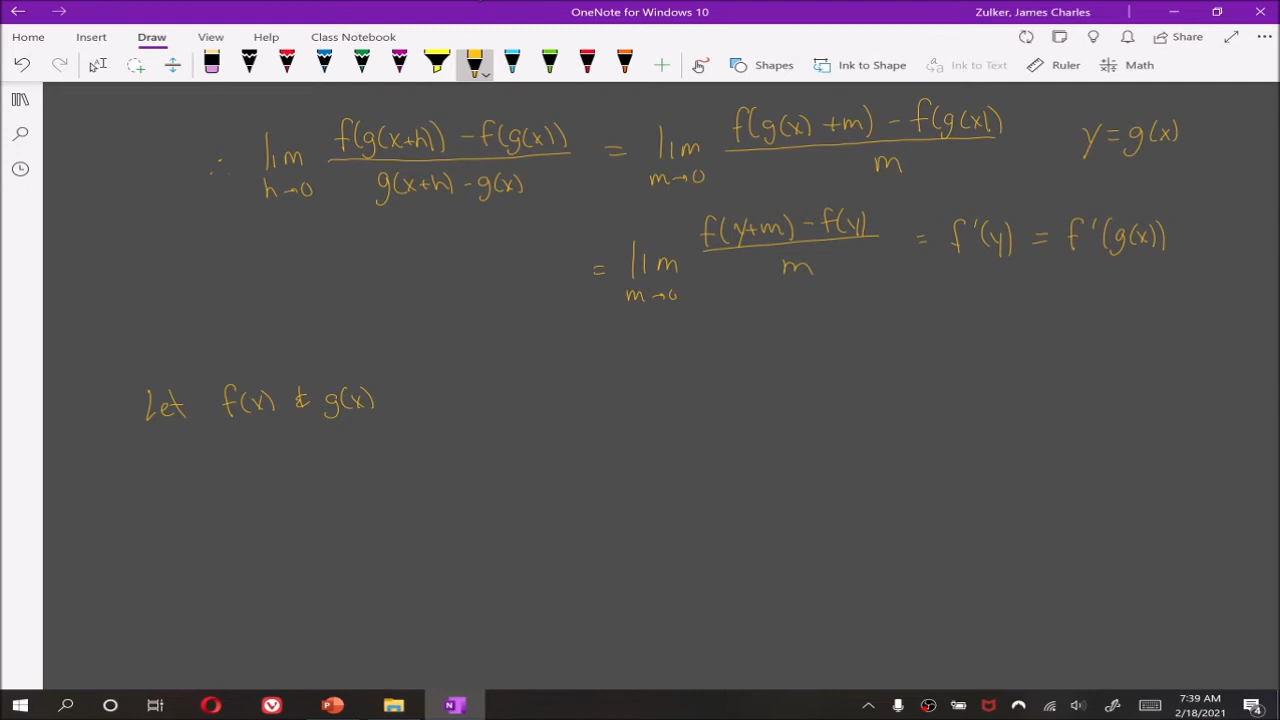 OneNote for Windows 10
Zulker, James Charles
Home Insert Draw View Help Class Notebook
Share
Shapes Ink to Shape Ink to Text Ruler Math
∴ lim h→0 f(g(x+h)) - f(g(x)) / g(x+h) - g(x) = lim m→0 f(g(x) + m) - f(g(x)) / m y = g(x)
= lim m→0 f(y+m) - f(y) / m = f'(y) = f'(g(x))
Let f(x) & g(x)
7:39 AM
2/18/2021
4